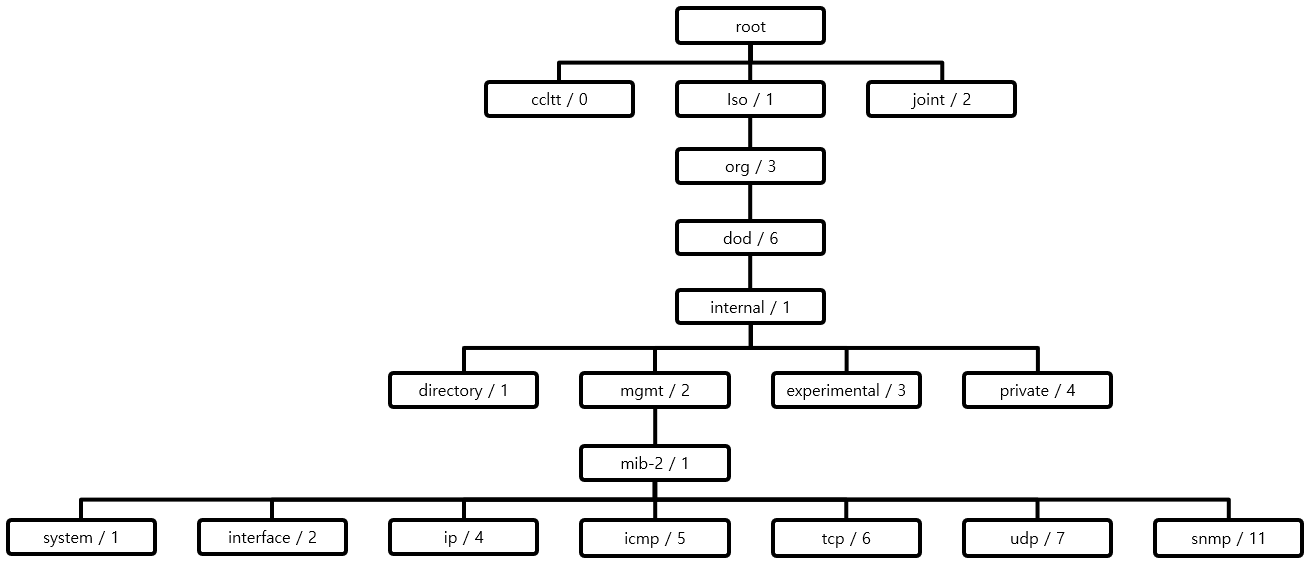 root
ccltt / 0
Iso / 1
joint / 2
org / 3
dod / 6
internal / 1
directory / 1
mgmt / 2
experimental / 3
private / 4
mib-2 / 1
system / 1
interface / 2
ip / 4
icmp / 5
tcp / 6
udp / 7
snmp / 11